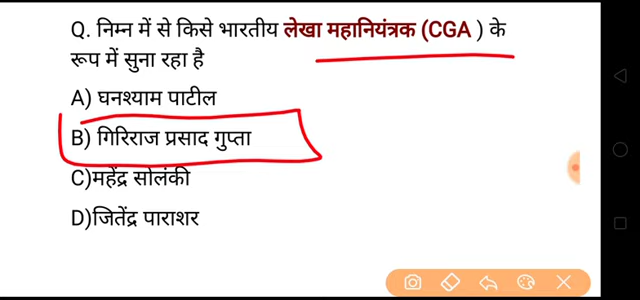 Q. निम्न में से किसे भारतीय लेखा महानियंत्रक (CGA ) के
रूप में सुना रहा है
A) घनश्याम पाटील
B) गिरिराज प्रसाद गुप्ता
C)महेंद्र सोलंकी
D)जितेंद्र पाराशर